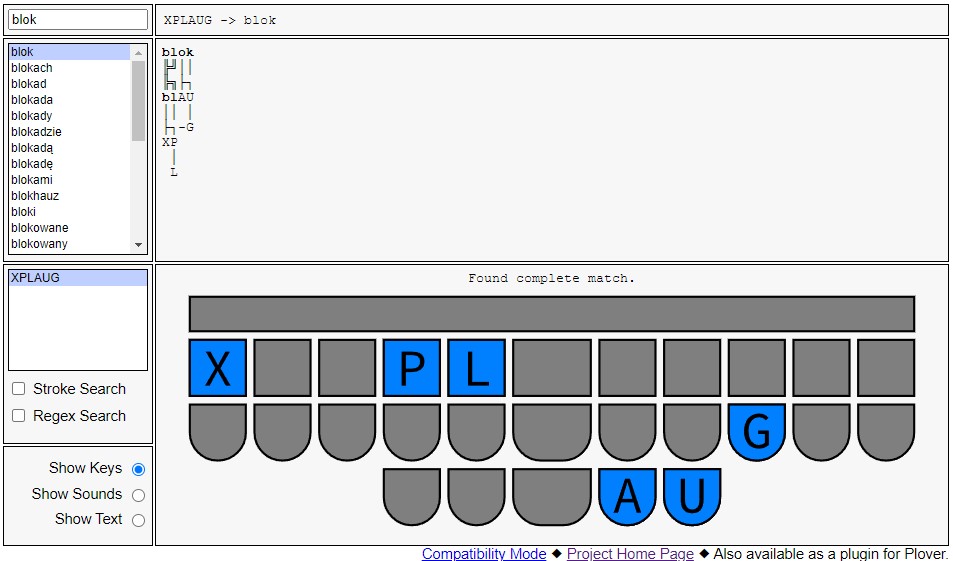 blok
XPLAUG -> blok
blok
blokach
blokad
blokada
blokady
blokadzie
blokadą
blokadę
blokami
blokhauz
bloki
blokowane
blokowany
blok
blAU
-G
XP
L
XPLAUG
Stroke Search
Regex Search
Show Keys
Show Sounds
Show Text
Found complete match.
X P L
G
A U
Compatibility Mode ◆ Project Home Page ◆ Also available as a plugin for Plover.